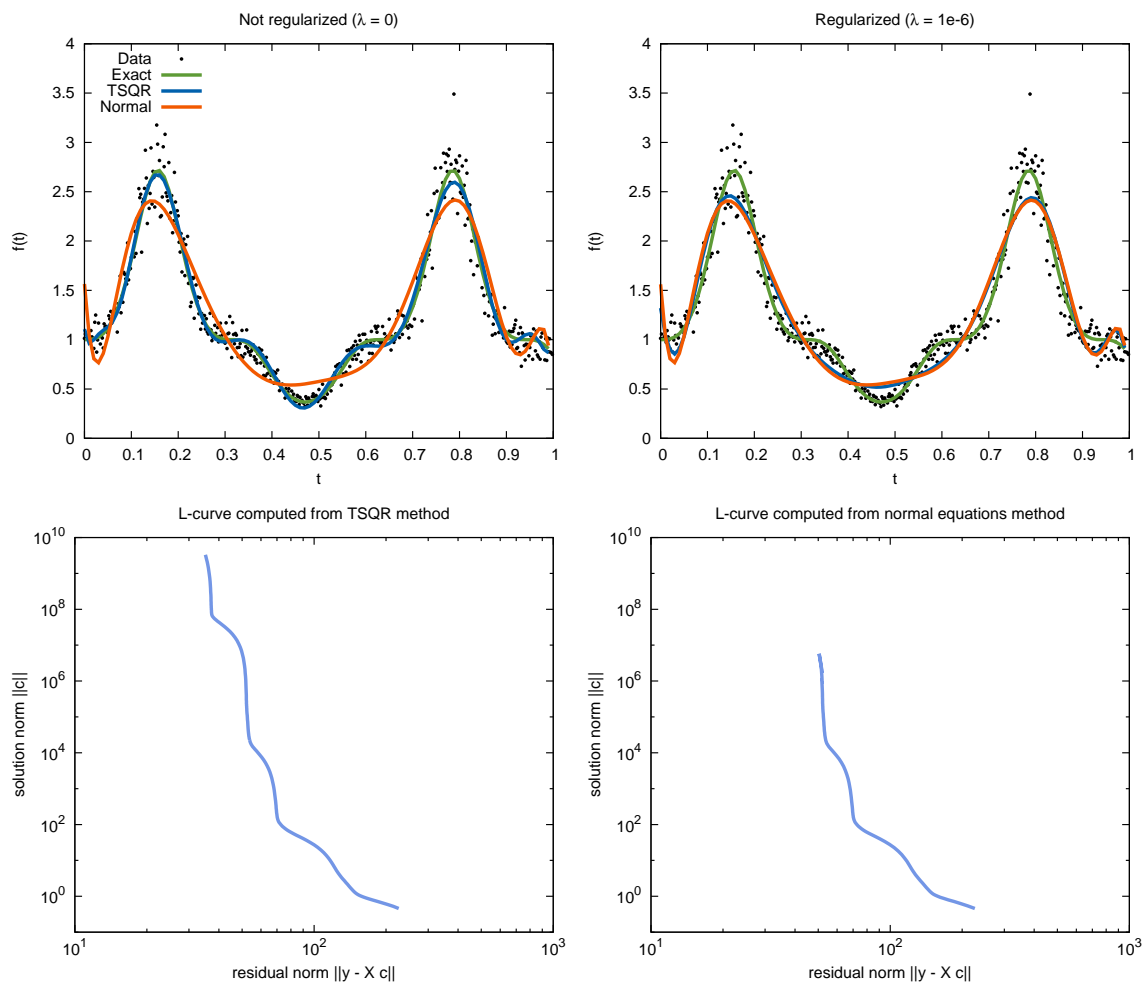 Not regularized (λ = 0)
4
3.5
3
2.5
2
1.5
1
0.5
0
f(t)
Data
Exact
TSQR
Normal
0 0.1 0.2 0.3 0.4 0.5 0.6 0.7 0.8 0.9 1
t
Regularized (λ = 1e-6)
4
3.5
3
2.5
2
1.5
1
0.5
0
f(t)
0 0.1 0.2 0.3 0.4 0.5 0.6 0.7 0.8 0.9 1
t
L-curve computed from TSQR method
10^10
10^8
10^6
10^4
10^2
10^0
solution norm ||c||
10^1 10^2 10^3
residual norm ||y - X c||
L-curve computed from normal equations method
10^10
10^8
10^6
10^4
10^2
10^0
solution norm ||c||
10^1 10^2 10^3
residual norm ||y - X c||